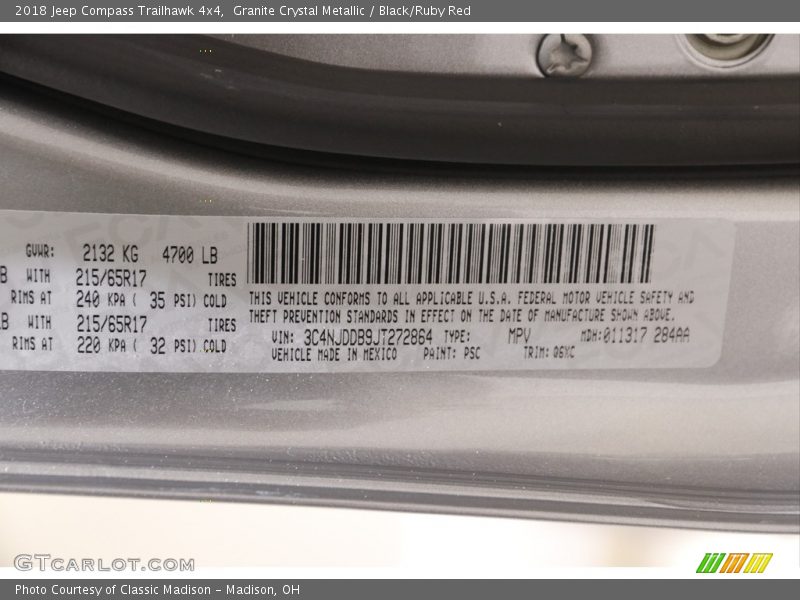 2018 Jeep Compass Trailhawk 4x4,  Granite Crystal Metallic / Black/Ruby Red
GVWR: 2132 KG 4700 LB
B WITH 215/65R17 TIRES
RIMS AT 240 KPA ( 35 PSI) COLD
LB WITH 215/65R17 TIRES
RIMS AT 220 KPA ( 32 PSI) COLD
THIS VEHICLE CONFORMS TO ALL APPLICABLE U.S.A. FEDERAL MOTOR VEHICLE SAFETY AND
THEFT PREVENTION STANDARDS IN EFFECT ON THE DATE OF MANUFACTURE SHOWN ABOVE.
VIN: 3C4NJDDB9JT272864 TYPE: MPV MDH: 011317 284AA
VEHICLE MADE IN MEXICO PAINT: PSC TRIM: Q6XC
GTCARLOT.COM
Photo Courtesy of Classic Madison - Madison, OH